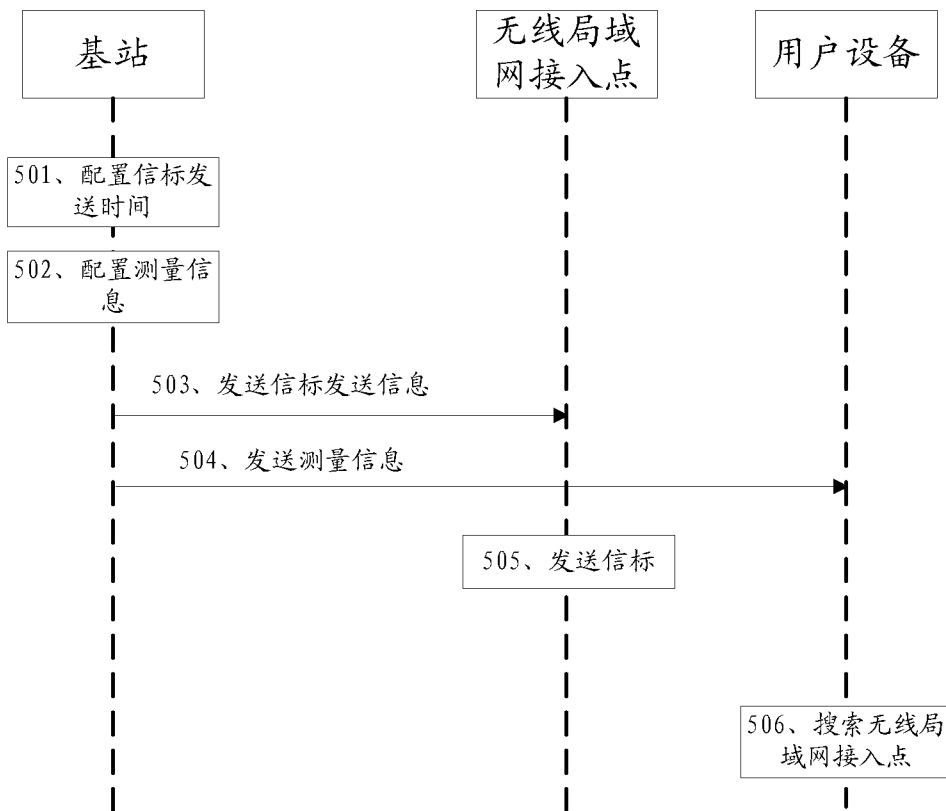 基站
无线局域
网接入点
用户设备
501、配置信标发
送时间
502、配置测量信
息
503、发送信标发送信息
504、发送测量信息
505、发送信标
506、搜索无线局
域网接入点